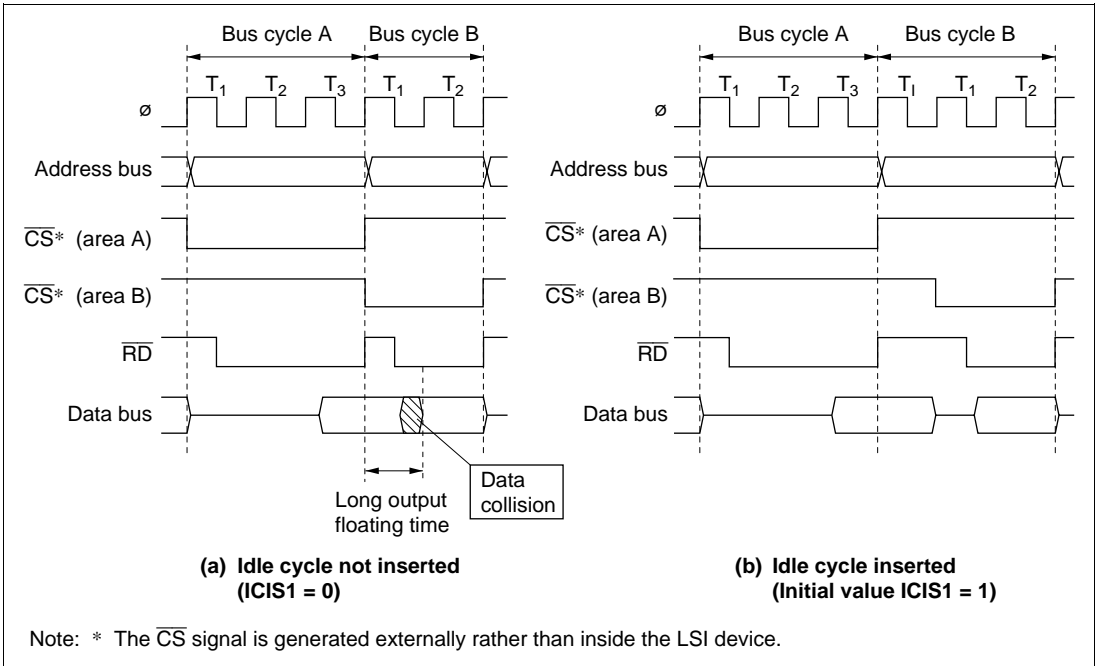 Bus cycle A Bus cycle B
T1 T2 T3 T1 T2
ø
Address bus
CS* (area A)
CS* (area B)
RD
Data bus
Long output
floating time
Data
collision
(a) Idle cycle not inserted
(ICIS1 = 0)
Bus cycle A Bus cycle B
T1 T2 T3 TI T1 T2
ø
Address bus
CS* (area A)
CS* (area B)
RD
Data bus
(b) Idle cycle inserted
(Initial value ICIS1 = 1)
Note: * The CS signal is generated externally rather than inside the LSI device.